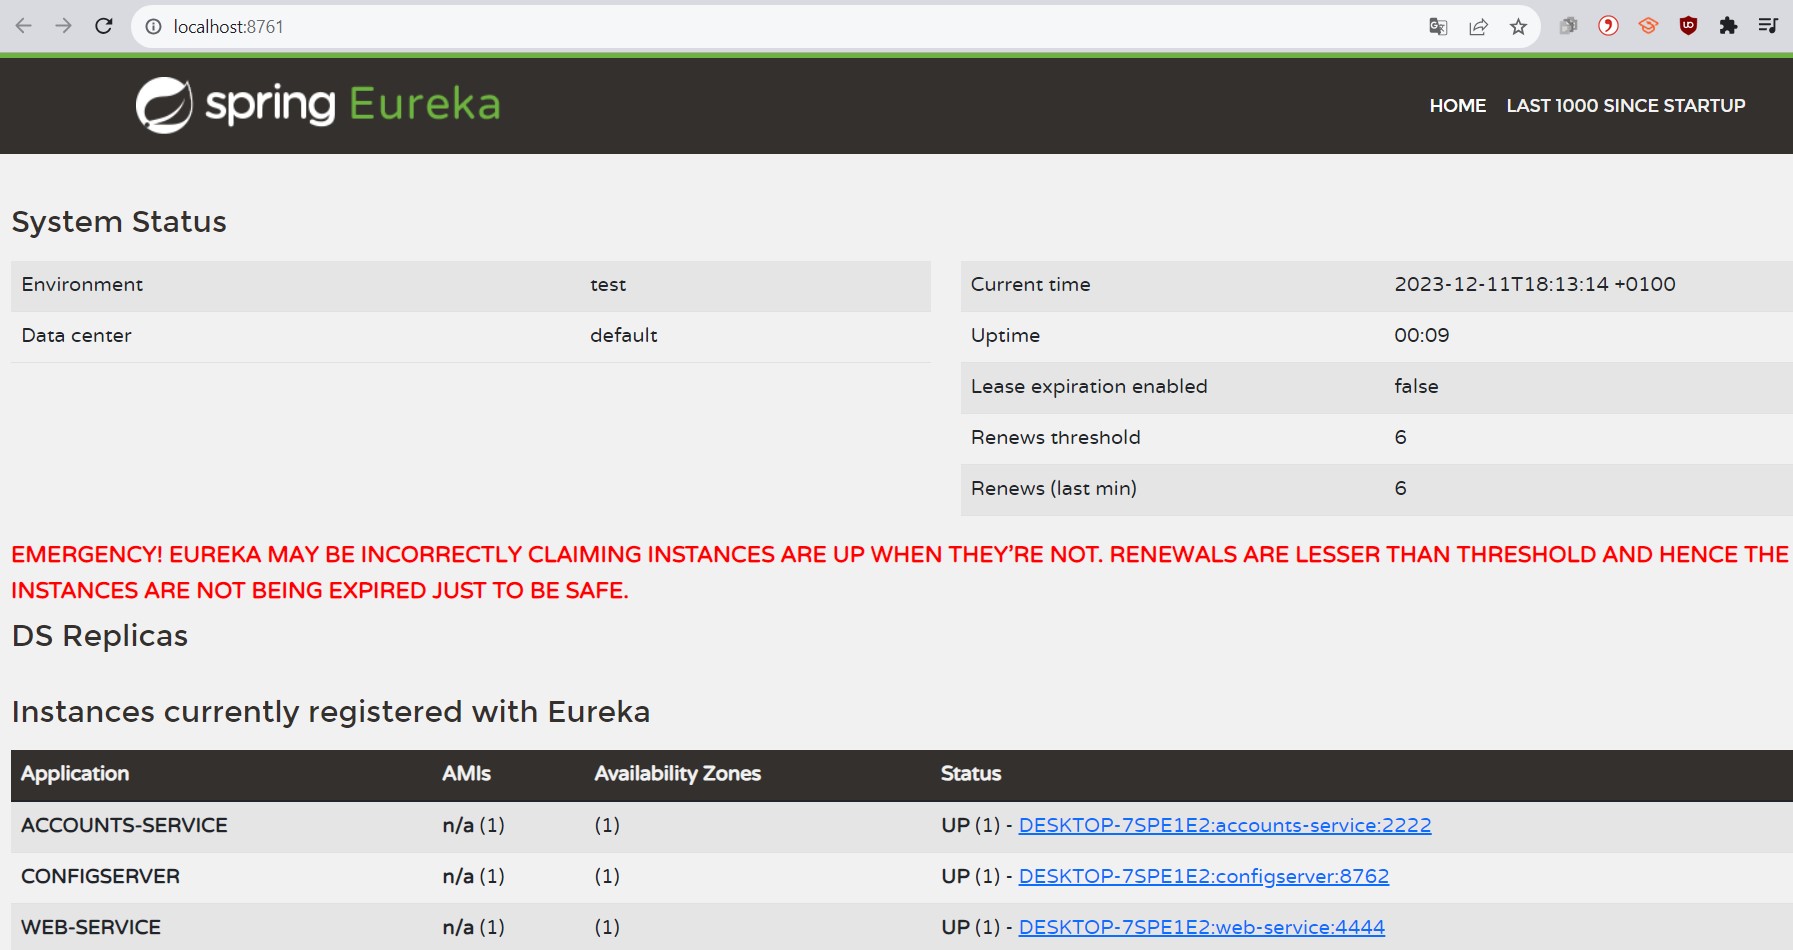 localhost:8761
spring Eureka
HOME LAST 1000 SINCE STARTUP
System Status
Environment test
Data center default
Current time 2023-12-11T18:13:14 +0100
Uptime 00:09
Lease expiration enabled false
Renews threshold 6
Renews (last min) 6
EMERGENCY! EUREKA MAY BE INCORRECTLY CLAIMING INSTANCES ARE UP WHEN THEY'RE NOT. RENEWALS ARE LESSER THAN THRESHOLD AND HENCE THE
INSTANCES ARE NOT BEING EXPIRED JUST TO BE SAFE.
DS Replicas
Instances currently registered with Eureka
Application AMIs Availability Zones Status
ACCOUNTS-SERVICE n/a (1) (1) UP (1) - DESKTOP-7SPE1E2:accounts-service:2222
CONFIGSERVER n/a (1) (1) UP (1) - DESKTOP-7SPE1E2:configserver:8762
WEB-SERVICE n/a (1) (1) UP (1) - DESKTOP-7SPE1E2:web-service:4444